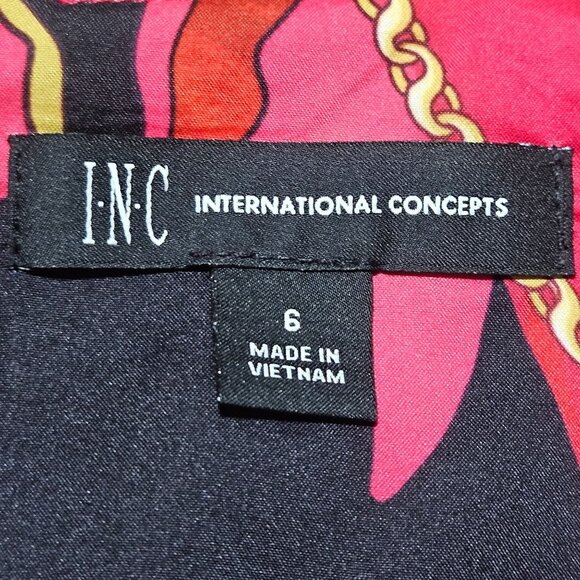 I·N·C INTERNATIONAL CONCEPTS
6
MADE IN
VIETNAM